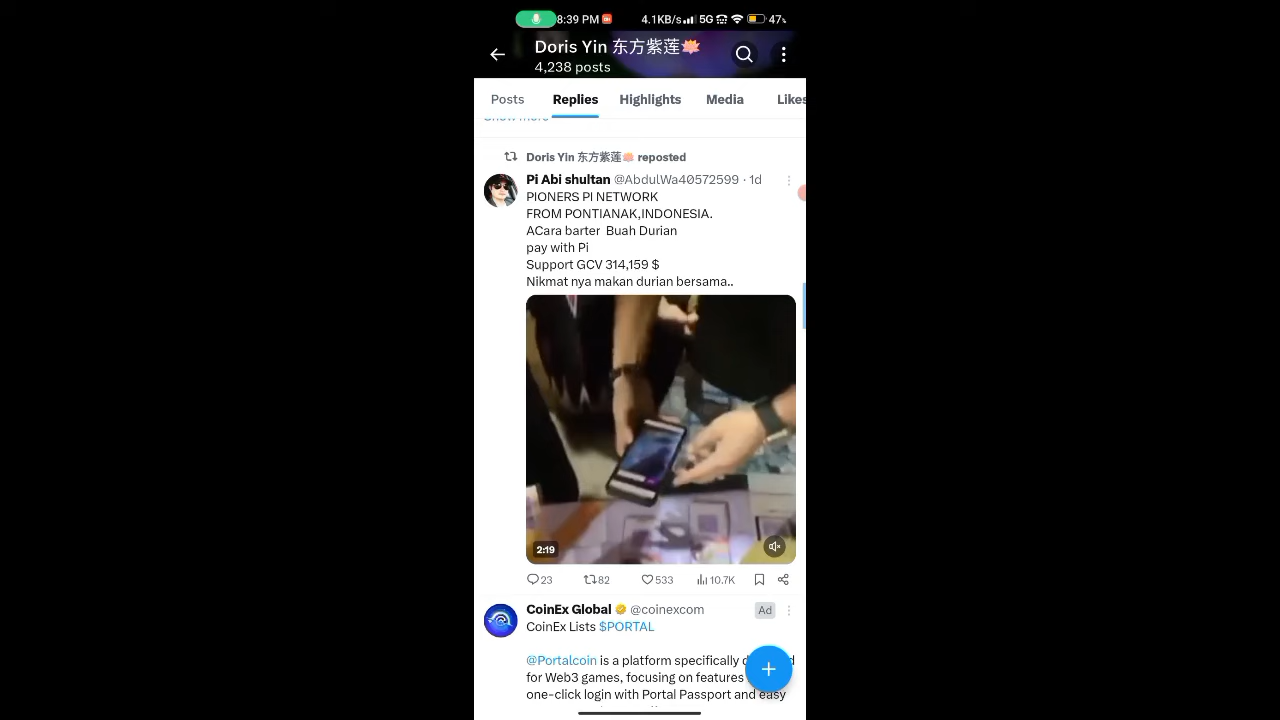 8:39 PM 4.1KB/s 5G 47%
Doris Yin 东方紫莲
4,238 posts
Posts Replies Highlights Media Likes
Show more
Doris Yin 东方紫莲 reposted
Pi Abi shultan @AbdulWa40572599 · 1d
PIONERS PI NETWORK
FROM PONTIANAK,INDONESIA.
ACara barter Buah Durian
pay with Pi
Support GCV 314,159 $
Nikmat nya makan durian bersama..
2:19
23 82 533 10.7K
CoinEx Global @coinexcom Ad
CoinEx Lists $PORTAL
@Portalcoin is a platform specifically
for Web3 games, focusing on features
one-click login with Portal Passport and easy